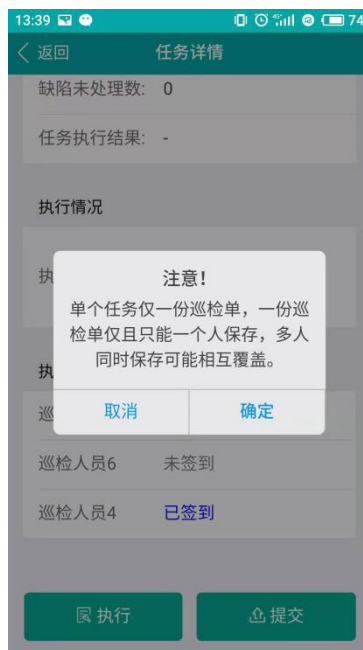 13:39 74
返回 任务详情
缺陷未处理数: 0
任务执行结果: -
执行情况
执
注意!
单个任务仅一份巡检单，一份巡
检单仅且只能一个人保存，多人
同时保存可能相互覆盖。
执
巡
取消 确定
巡检人员6 未签到
巡检人员4 已签到
执行 提交